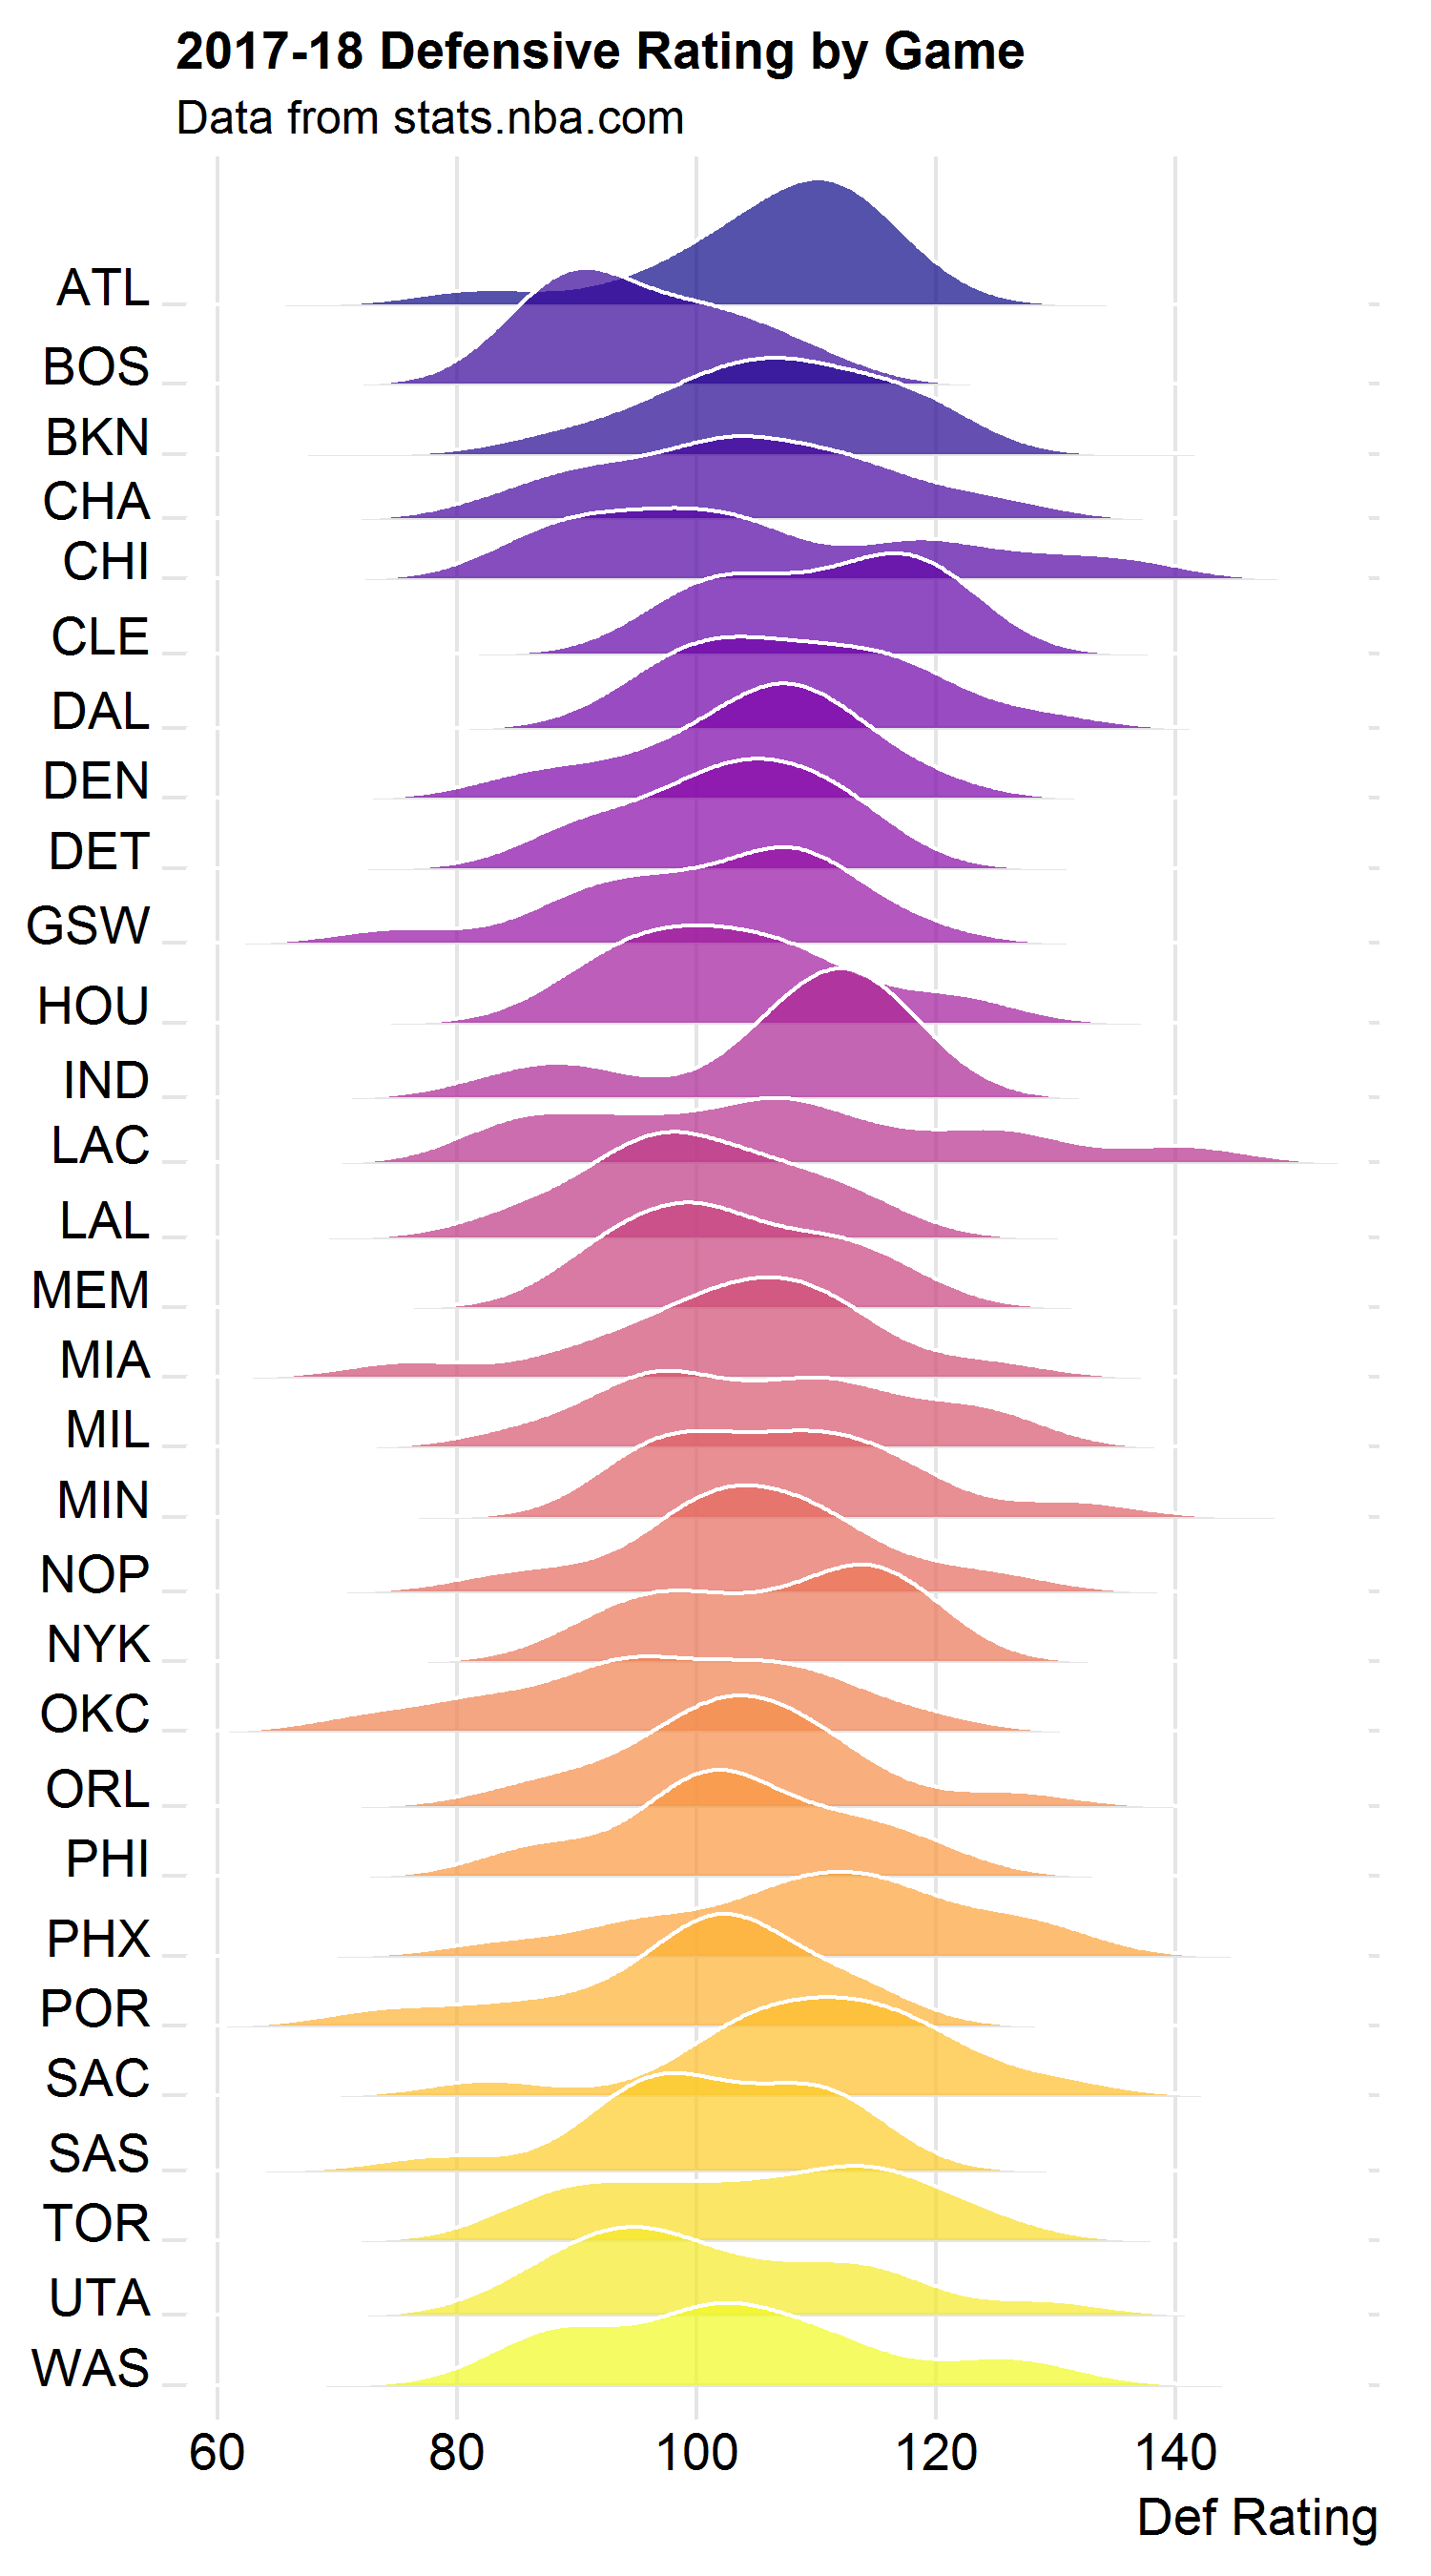 2017-18 Defensive Rating by Game
Data from stats.nba.com
ATL
BOS
BKN
CHA
CHI
CLE
DAL
DEN
DET
GSW
HOU
IND
LAC
LAL
MEM
MIA
MIL
MIN
NOP
NYK
OKC
ORL
PHI
PHX
POR
SAC
SAS
TOR
UTA
WAS
60 80 100 120 140
Def Rating